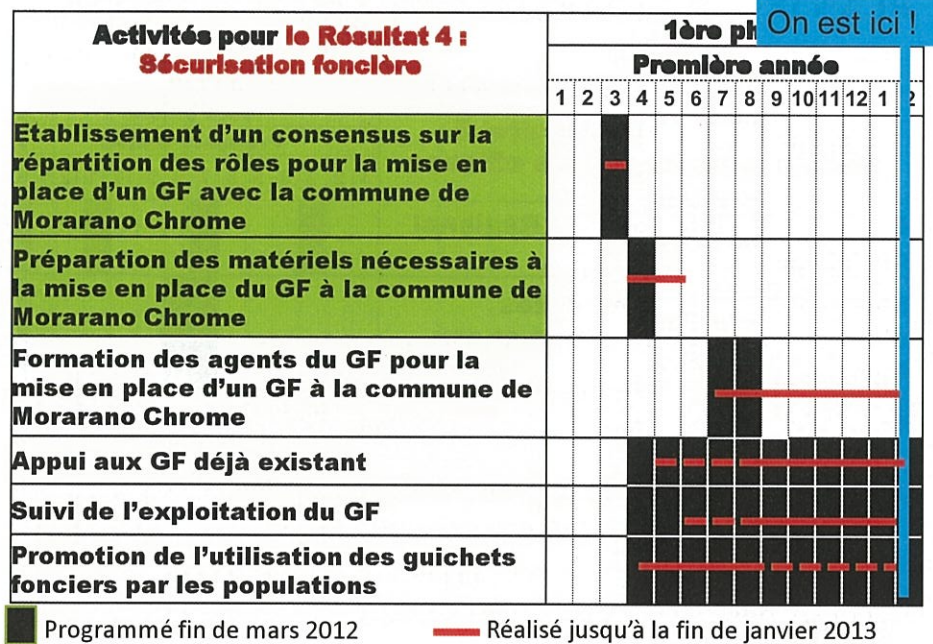 Activités pour le Résultat 4 :
Sécurisation foncière
1ère ph
On est ici !
Première année
1 2 3 4 5 6 7 8 9 10 11 12 1 2
Etablissement d'un consensus sur la
répartition des rôles pour la mise en
place d'un GF avec la commune de
Morarano Chrome
Préparation des matériels nécessaires à
la mise en place du GF à la commune de
Morarano Chrome
Formation des agents du GF pour la
mise en place d'un GF à la commune de
Morarano Chrome
Appui aux GF déjà existant
Suivi de l'exploitation du GF
Promotion de l'utilisation des guichets
fonciers par les populations
Programmé fin de mars 2012
Réalisé jusqu'à la fin de janvier 2013